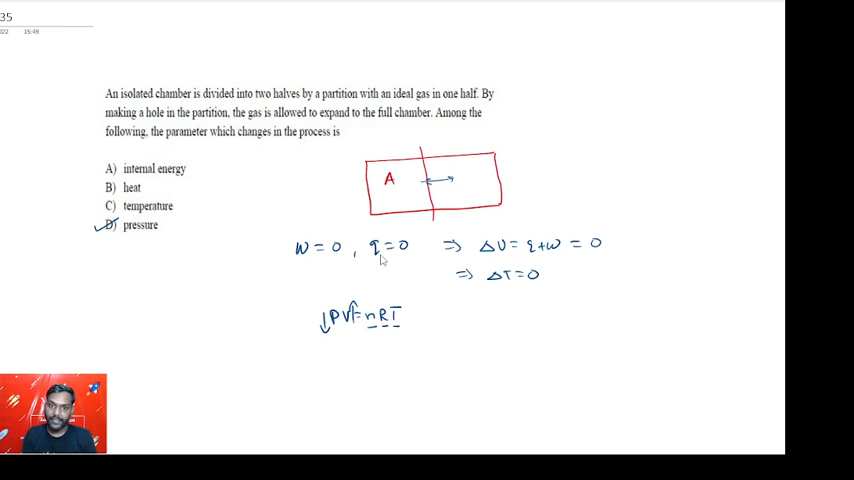 35
022 15:49
An isolated chamber is divided into two halves by a partition with an ideal gas in one half. By
making a hole in the partition, the gas is allowed to expand to the full chamber. Among the
following, the parameter which changes in the process is
A) internal energy
B) heat
C) temperature
D) pressure
A
W = 0 , q = 0 ⇒ ΔU = q+W = 0
⇒ ΔT = 0
↓PV↑ = nRT